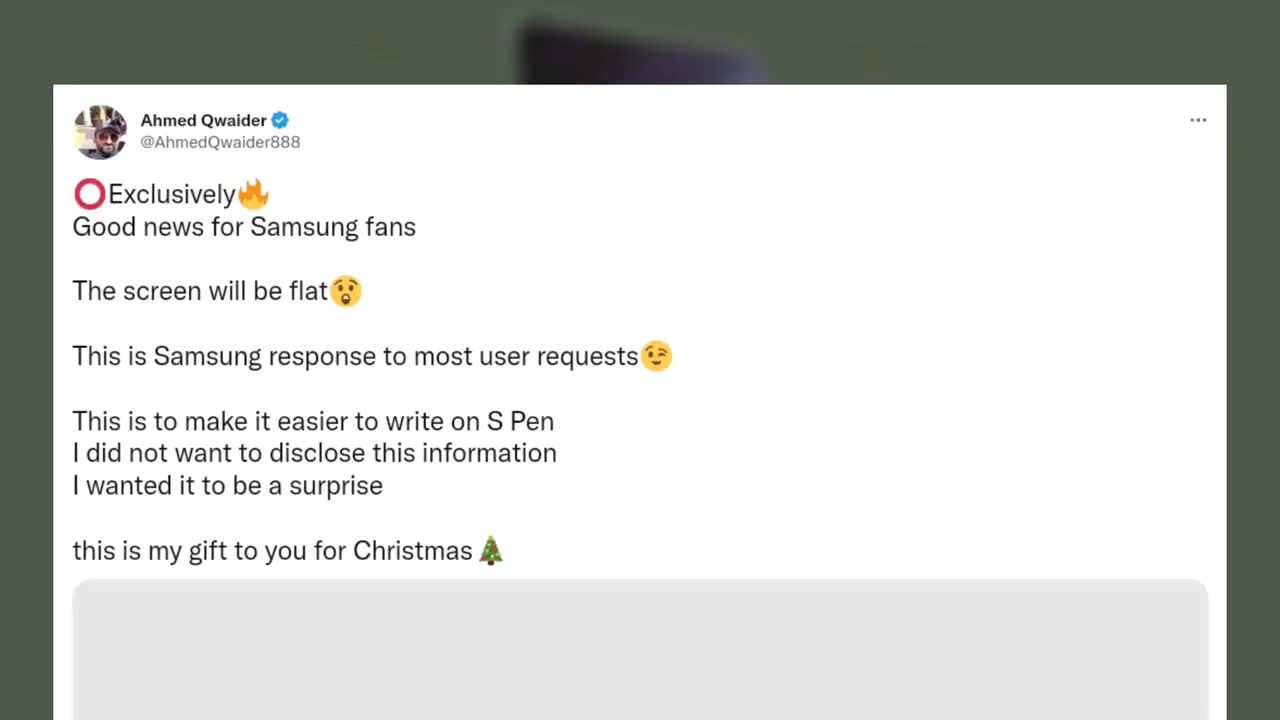 Ahmed Qwaider
@AhmedQwaider888
⭕Exclusively🔥
Good news for Samsung fans
The screen will be flat😲
This is Samsung response to most user requests😉
This is to make it easier to write on S Pen
I did not want to disclose this information
I wanted it to be a surprise
this is my gift to you for Christmas🎄